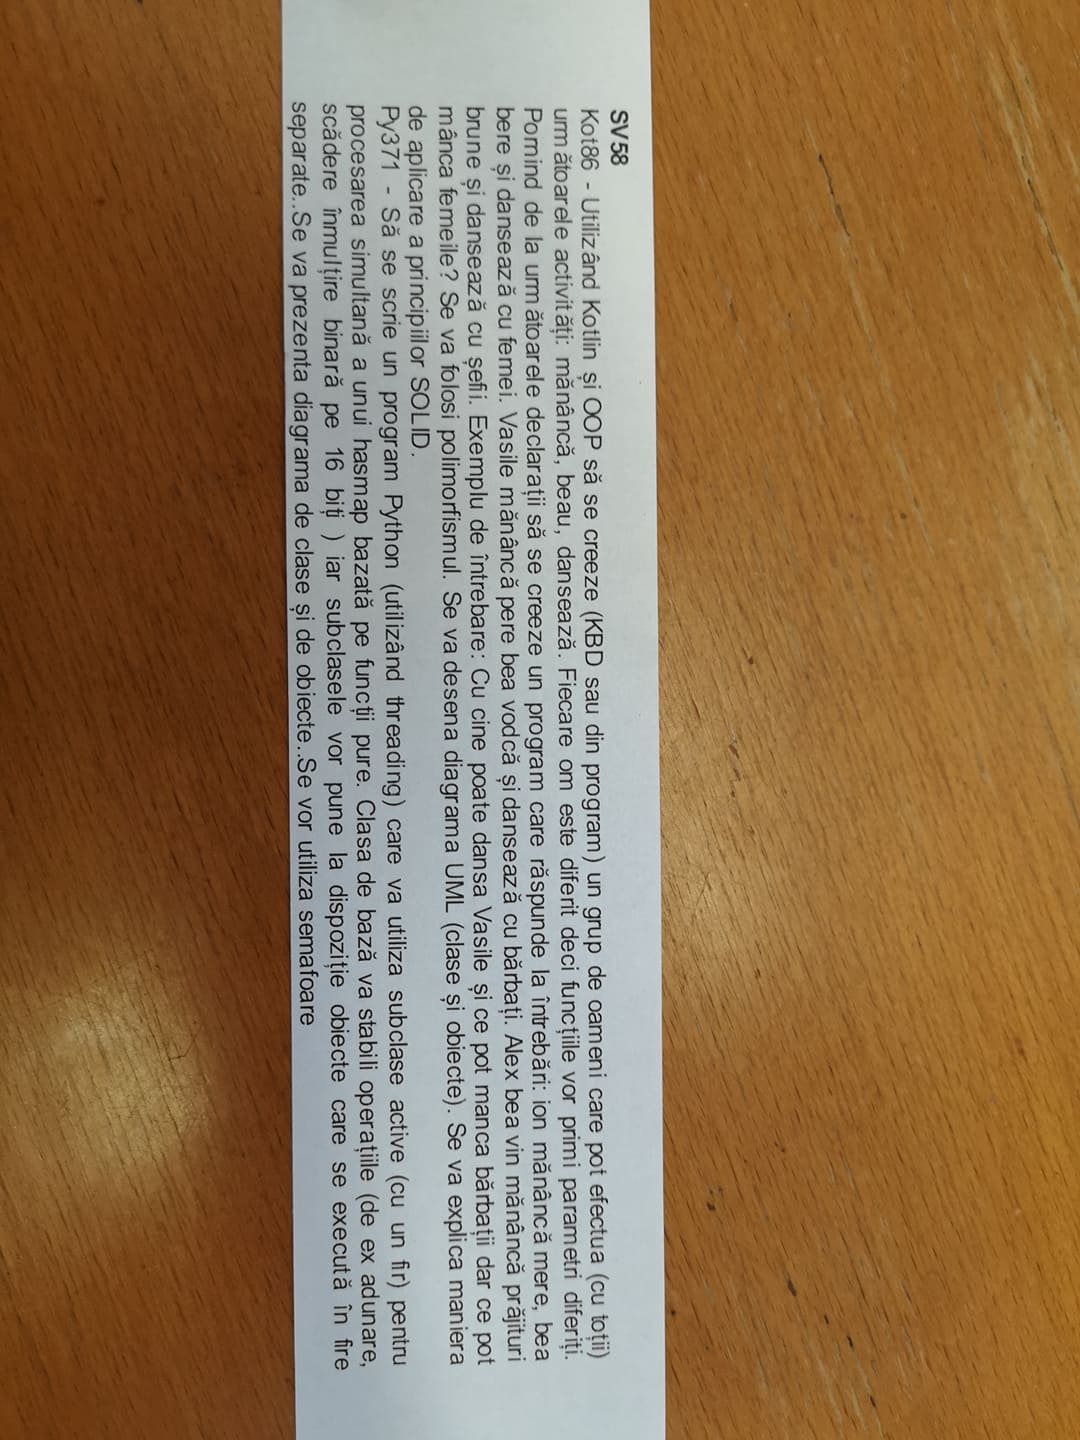 SV58
Kot86 - Utilizând Kotlin și OOP să se creeze (KBD sau din program) un grup de oameni care pot efectua (cu toții)
următoarele activități: mănâncă, beau, dansează. Fiecare om este diferit deci funcțiile vor primi parametri diferiți.
Pornind de la următoarele declarații să se creeze un program care răspunde la întrebări: ion mănâncă mere, bea
bere și dansează cu femei. Vasile mănâncă pere bea vodcă și dansează cu bărbați. Alex bea vin mănâncă prăjituri
brune și dansează cu șefii. Exemplu de întrebare: Cu cine poate dansa Vasile și ce pot manca bărbații dar ce pot
mânca femeile? Se va folosi polimorfismul. Se va desena diagrama UML (clase și obiecte). Se va explica maniera
de aplicare a principiilor SOLID.
Py371 - Să se scrie un program Python (utilizând threading) care va utiliza subclase active (cu un fir) pentru
procesarea simultană a unui hasmap bazată pe funcții pure. Clasa de bază va stabili operațiile (de ex adunare,
scădere înmulțire binară pe 16 biți ) iar subclasele vor pune la dispoziție obiecte care se execută în fire
separate..Se va prezenta diagrama de clase și de obiecte..Se vor utiliza semafoare